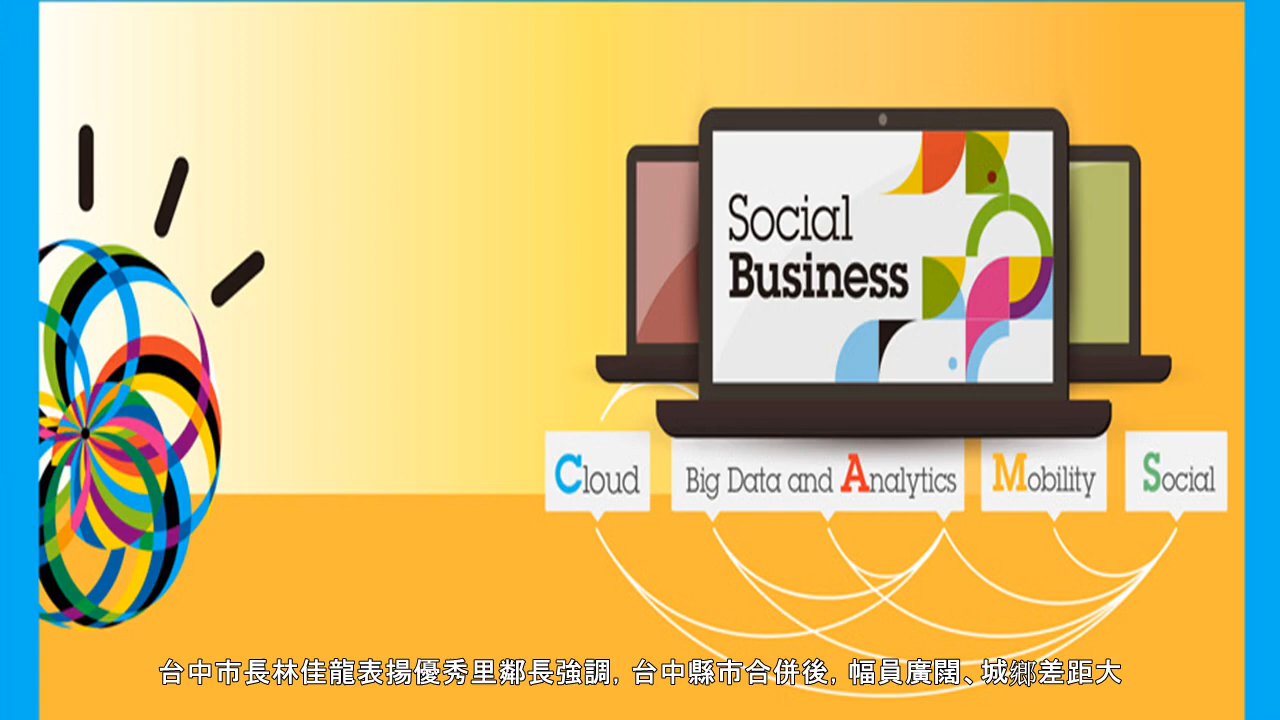 Social
Business
Cloud
Big Data and Analytics
Mobility
Social
台中市長林佳龍表揚優秀里鄰長強調, 台中縣市合併後, 幅員廣闊、城鄉差距大